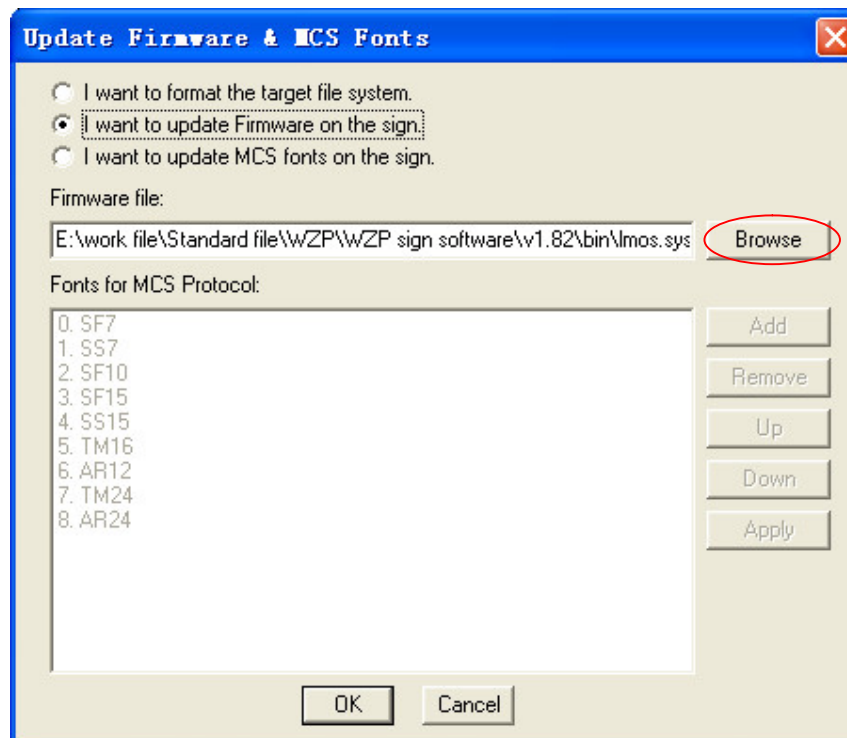 Update Firmware & MCS Fonts
I want to format the target file system.
I want to update Firmware on the sign.
I want to update MCS fonts on the sign.
Firmware file:
E:\work file\Standard file\WZP\WZP sign software\v1.82\bin\lmos.sys
Browse
Fonts for MCS Protocol:
0. SF7
1. SS7
2. SF10
3. SF15
4. SS15
5. TM16
6. AR12
7. TM24
8. AR24
Add
Remove
Up
Down
Apply
OK
Cancel